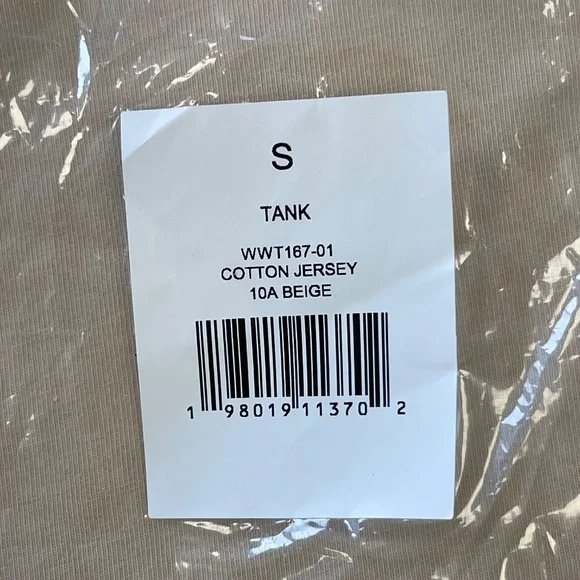 S
TANK
WWT167-01
COTTON JERSEY
10A BEIGE
1 98019 11370 2